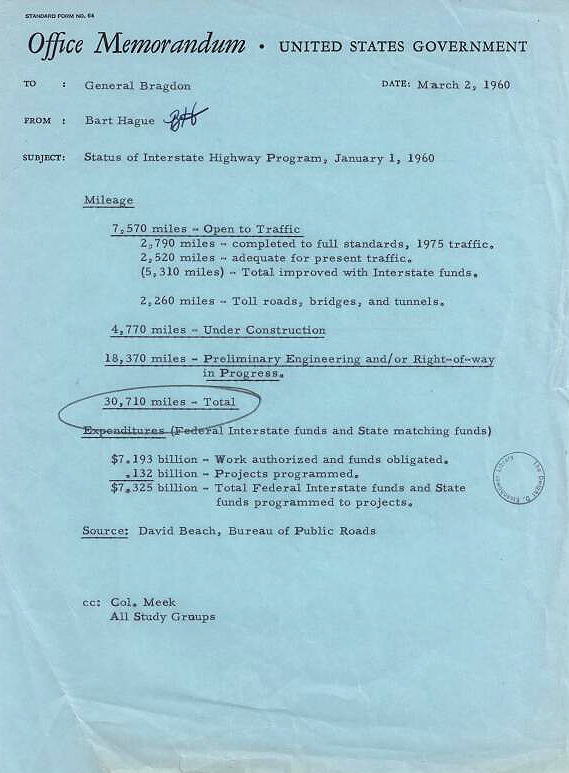 STANDARD FORM NO. 64
Office Memorandum • UNITED STATES GOVERNMENT
TO : General Bragdon DATE: March 2, 1960
FROM : Bart Hague BH
SUBJECT: Status of Interstate Highway Program, January 1, 1960
Mileage
7,570 miles - Open to Traffic
2,790 miles - completed to full standards, 1975 traffic.
2,520 miles - adequate for present traffic.
(5,310 miles) - Total improved with Interstate funds.
2,260 miles - Toll roads, bridges, and tunnels.
4,770 miles - Under Construction
18,370 miles - Preliminary Engineering and/or Right-of-way
in Progress.
30,710 miles - Total
Expenditures (Federal Interstate funds and State matching funds)
$7.193 billion - Work authorized and funds obligated.
.132 billion - Projects programmed.
$7.325 billion - Total Federal Interstate funds and State
funds programmed to projects.
Source: David Beach, Bureau of Public Roads
cc: Col. Meek
All Study Groups
The Dwight D. Eisenhower Library